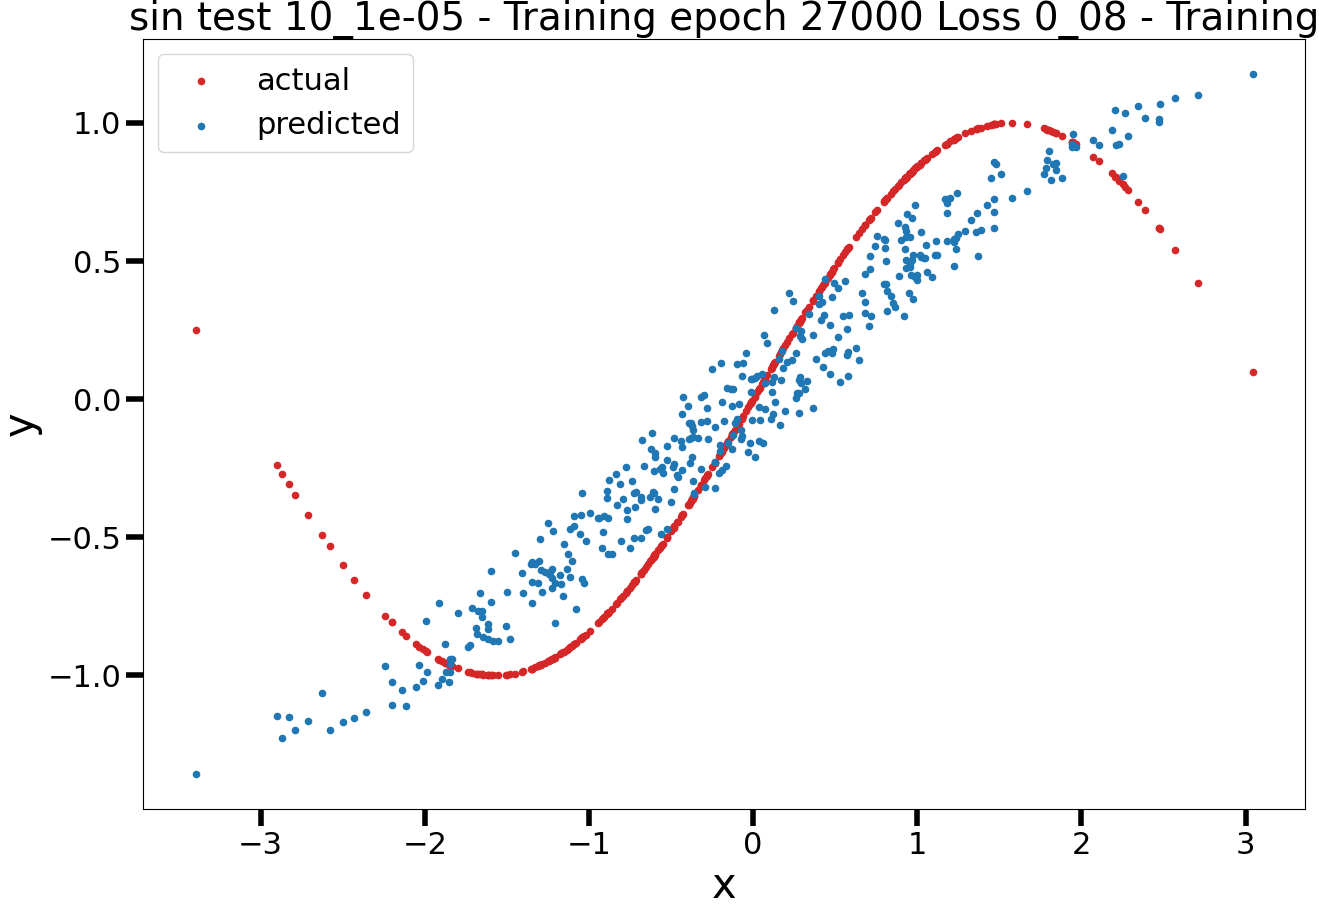 sin test 10_1e-05 - Training epoch 27000 Loss 0_08 - Training
actual
predicted
1.0
0.5
0.0
−0.5
−1.0
y
−3 −2 −1 0 1 2 3
x